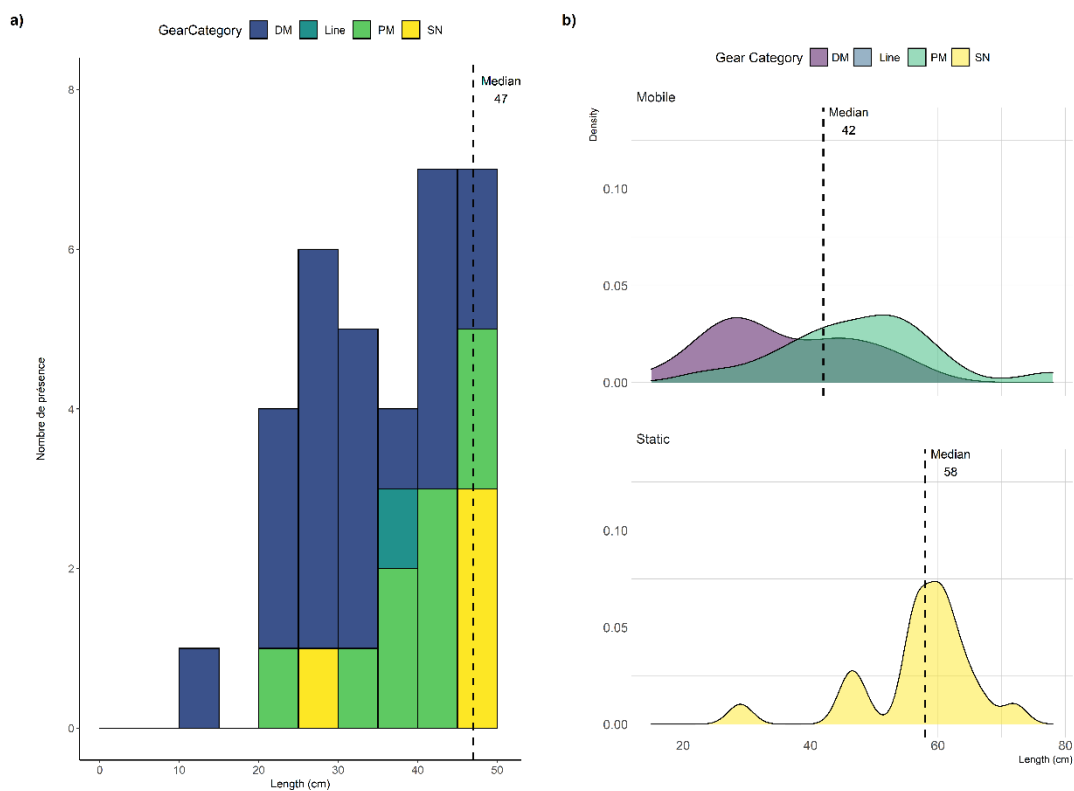 a)
GearCategory DM Line PM SN
Median
47
8
6
4
2
0
Nombre de présence
0 10 20 30 40 50
Length (cm)
b)
Gear Category DM Line PM SN
Mobile
Density
Median
42
0.10
0.05
0.00
Static
Median
58
0.10
0.05
0.00
20 40 60 80
Length (cm)